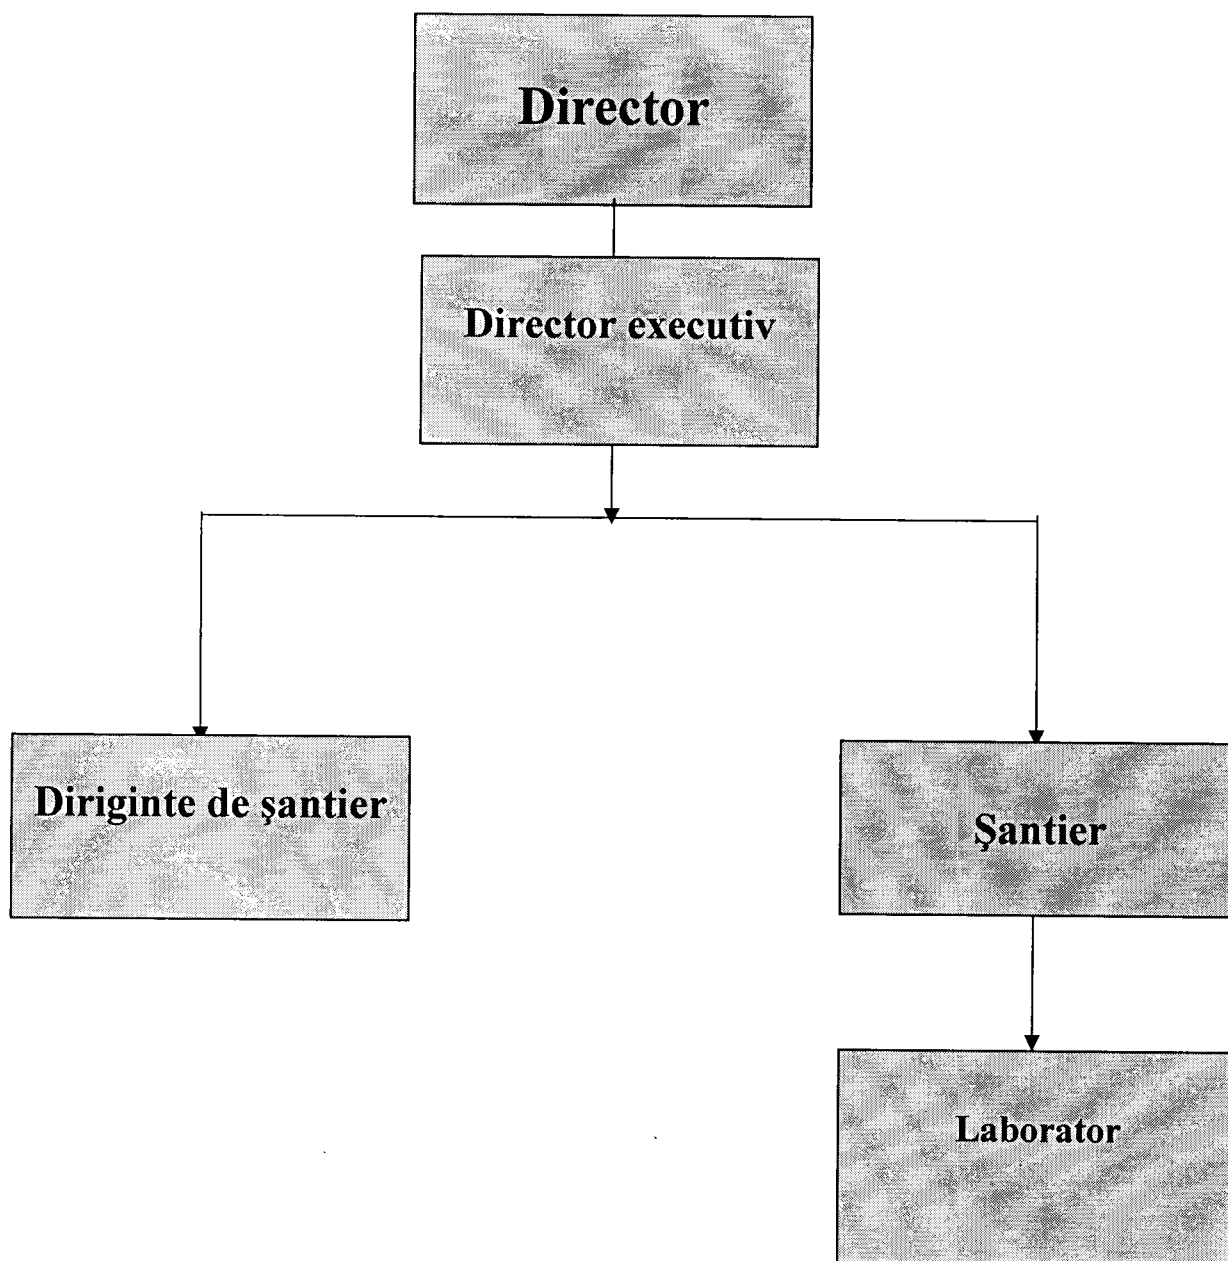 Director
Director executiv
Diriginte de şantier
Şantier
Laborator